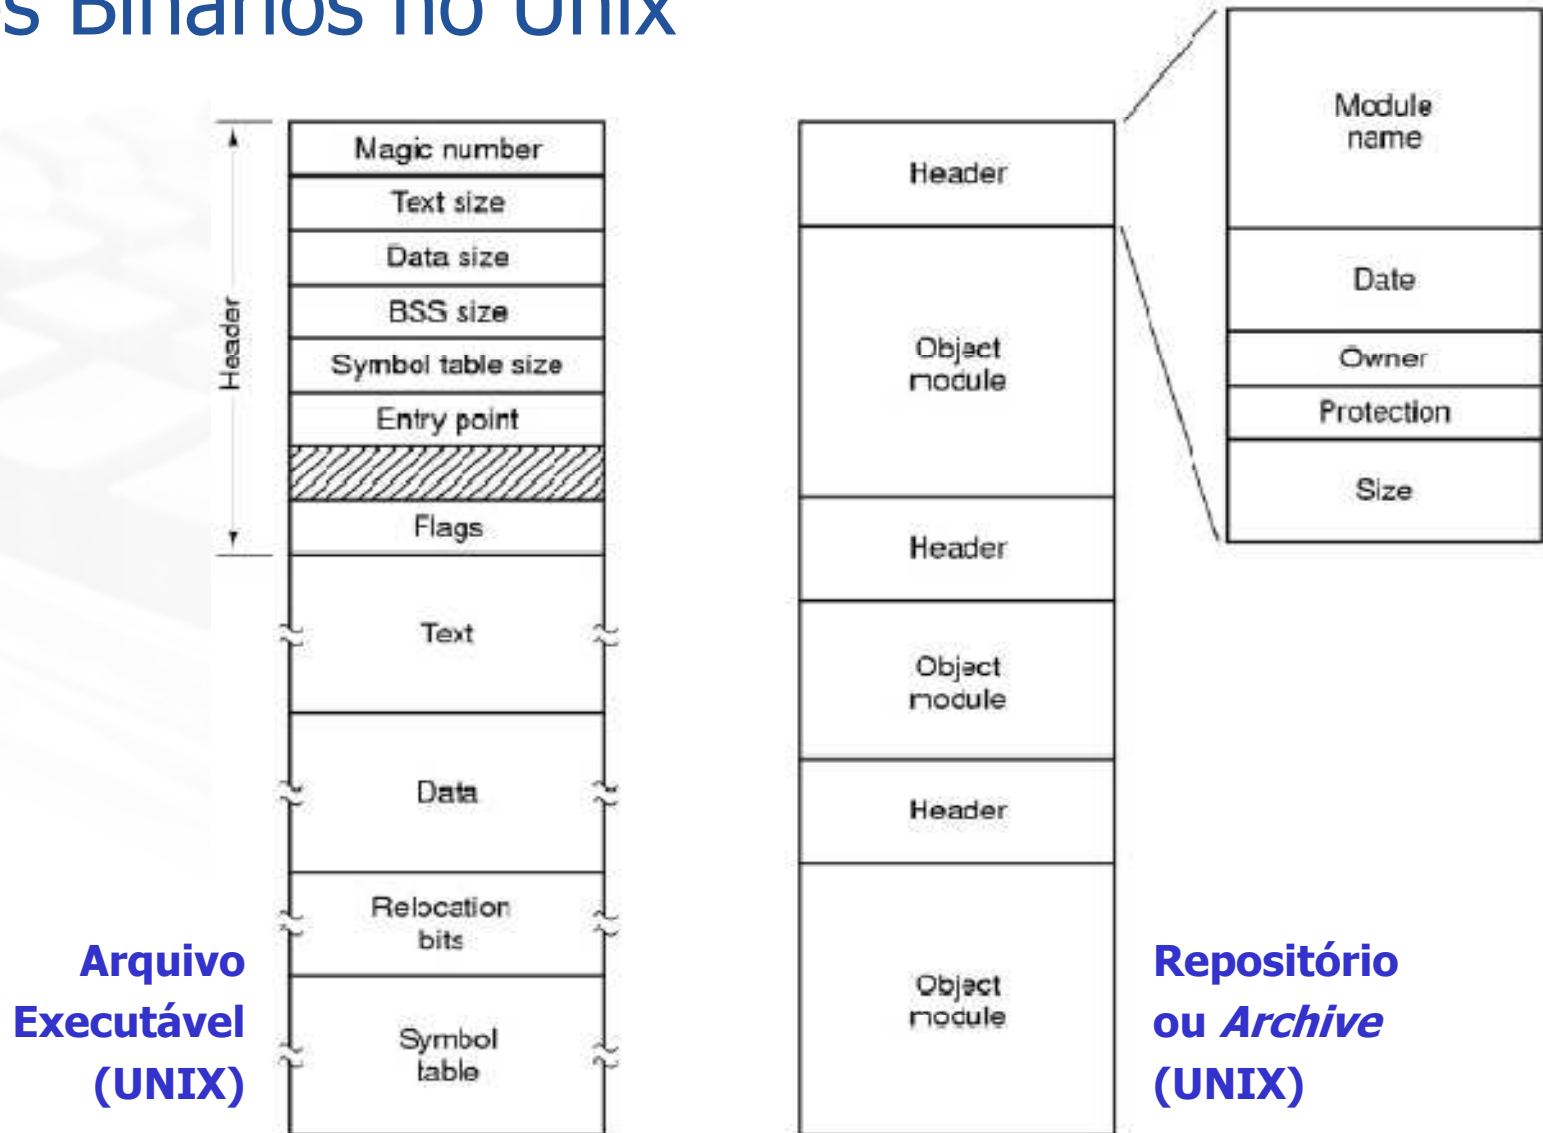 Binários no Unix
Magic number
Text size
Data size
BSS size
Symbol table size
Entry point
Flags
Header
Text
Data
Relocation
bits
Symbol
table
Arquivo
Executável
(UNIX)
Header
Object
module
Header
Object
module
Header
Object
module
Module
name
Date
Owner
Protection
Size
Repositório
ou Archive
(UNIX)